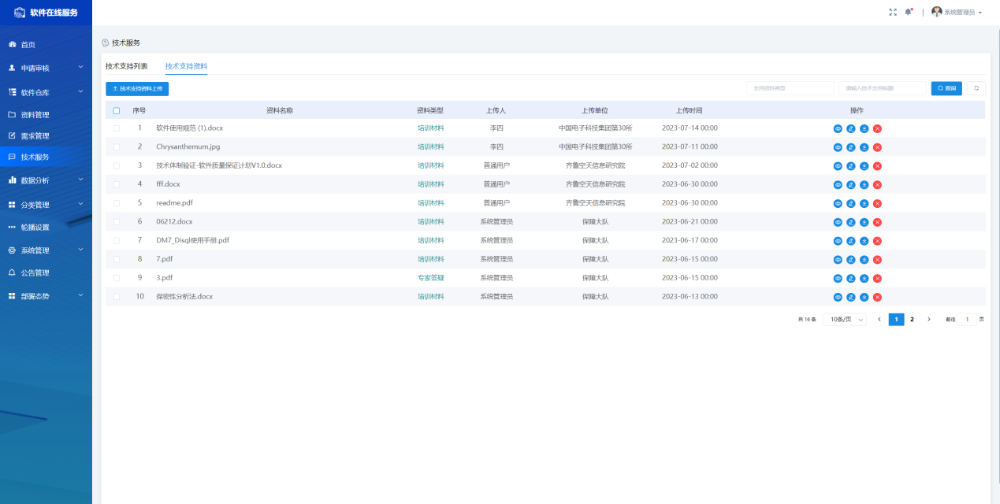 软件在线服务
系统管理员
首页
申请审核
软件仓库
资料管理
需求管理
技术服务
数据分析
分类管理
轮播设置
系统管理
公告管理
部署态势
技术服务
技术支持列表 技术支持资料
技术支持资料上传 支持资料类型 请输入技术支持标题 查询
序号 资料名称 资料类型 上传人 上传单位 上传时间 操作
1 软件使用规范 (1).docx 培训材料 李四 中国电子科技集团第30所 2023-07-14 00:00
2 Chrysanthemum.jpg 培训材料 李四 中国电子科技集团第30所 2023-07-11 00:00
3 技术体制验证-软件质量保证计划V1.0.docx 培训材料 普通用户 齐鲁空天信息研究院 2023-07-02 00:00
4 fff.docx 培训材料 普通用户 齐鲁空天信息研究院 2023-06-30 00:00
5 readme.pdf 培训材料 普通用户 齐鲁空天信息研究院 2023-06-30 00:00
6 06212.docx 培训材料 系统管理员 保障大队 2023-06-21 00:00
7 DM7_Disql使用手册.pdf 培训材料 系统管理员 保障大队 2023-06-17 00:00
8 7.pdf 培训材料 系统管理员 保障大队 2023-06-15 00:00
9 3.pdf 专家答疑 系统管理员 保障大队 2023-06-15 00:00
10 保密性分析法.docx 培训材料 系统管理员 保障大队 2023-06-13 00:00
共 16 条 10条/页 1 2 前往 1 页